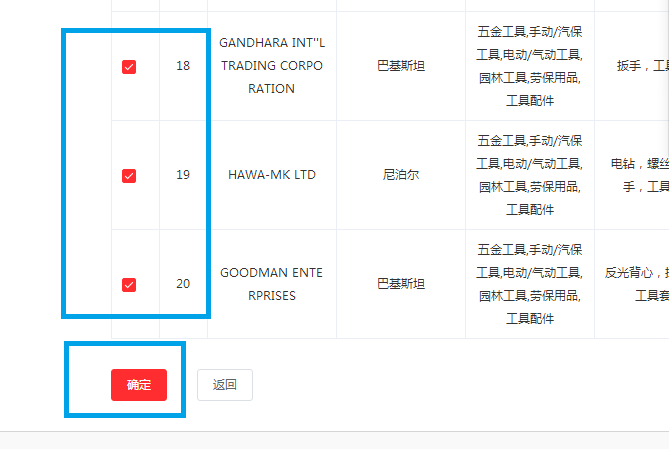 GANDHARA INT"L
五金工具,手动/汽保
18
TRADING CORPO
巴基斯坦
工具,电动/气动工具,
扳手，工具
RATION
园林工具,劳保用品,
工具配件
19
HAWA-MK LTD
尼泊尔
五金工具,手动/汽保
工具,电动/气动工具,
园林工具,劳保用品,
工具配件
电钻，螺丝
手，工具
20
GOODMAN ENTE
RPRISES
巴基斯坦
五金工具,手动/汽保
工具,电动/气动工具,
园林工具,劳保用品,
工具配件
反光背心，
工具套
确定
返回